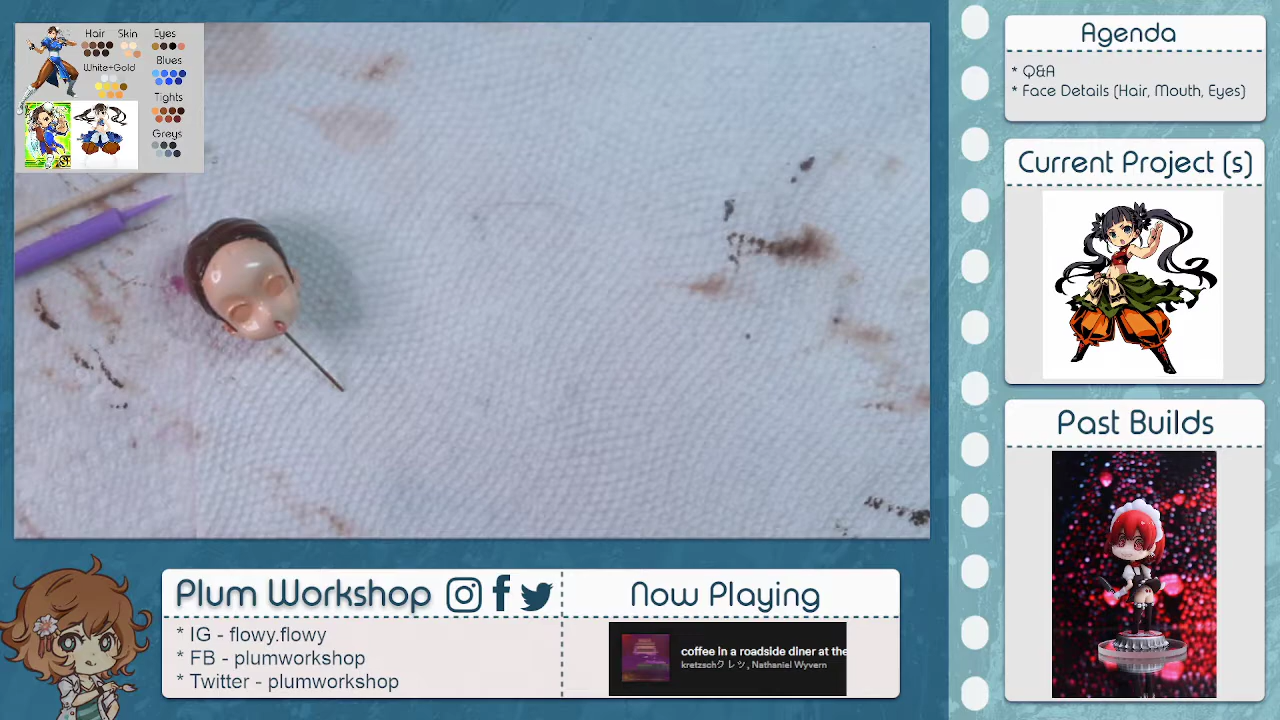 Hair Skin Eyes
White+Gold
Blues
Tights
Greys
Agenda
* Q&A
* Face Details (Hair, Mouth, Eyes)
Current Project (s)
Past Builds
Plum Workshop
* IG - flowy.flowy
* FB - plumworkshop
* Twitter - plumworkshop
Now Playing
coffee in a roadside diner at the
kretzschクレツ, Nathaniel Wyvern